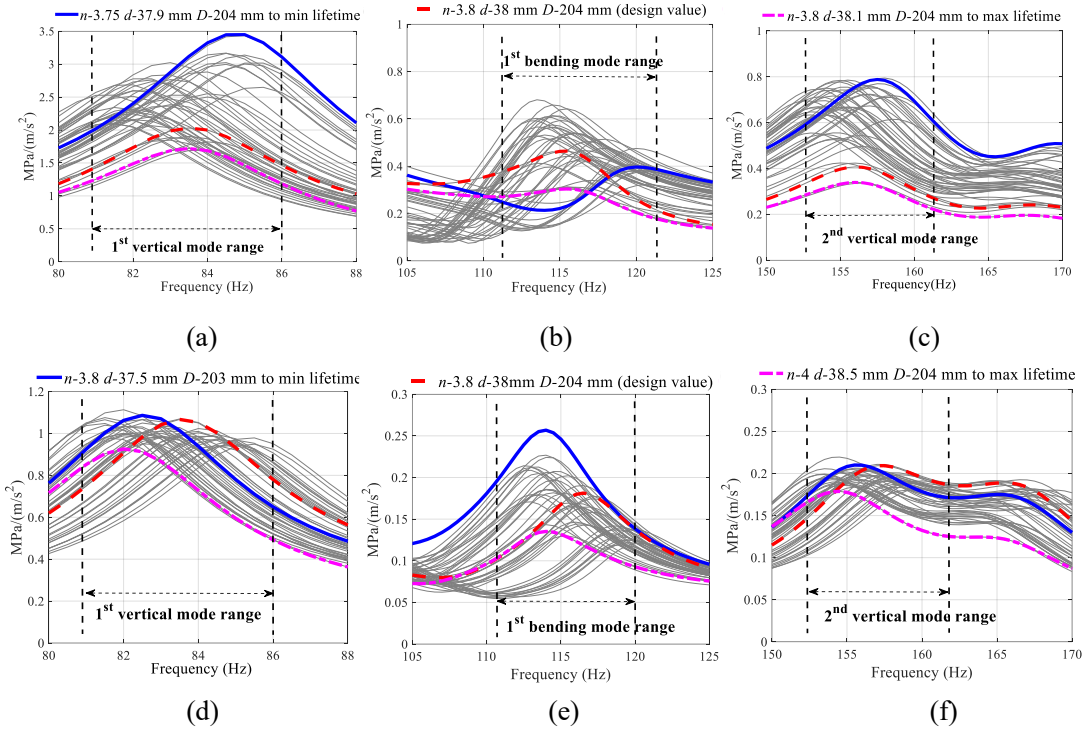 n-3.75 d-37.9 mm D-204 mm to min lifetime
n-3.8 d-38 mm D-204 mm (design value)
n-3.8 d-38.1 mm D-204 mm to max lifetime
MPa/(m/s²)
3.5
3
2.5
2
1.5
1
0.5
0
80
82
84
86
88
Frequency (Hz)
1st vertical mode range
(a)
MPa/(m/s²)
1
0.8
0.6
0.4
0.2
0
105
110
115
120
125
Frequency (Hz)
1st bending mode range
(b)
MPa/(m/s²)
1
0.8
0.6
0.4
0.2
0
150
155
160
165
170
Frequency(Hz)
2nd vertical mode range
(c)
n-3.8 d-37.5 mm D-203 mm to min lifetime
n-3.8 d-38mm D-204 mm (design value)
n-4 d-38.5 mm D-204 mm to max lifetime
MPa/(m/s²)
1.2
1
0.8
0.6
0.4
0.2
0
80
82
84
86
88
Frequency (Hz)
1st vertical mode range
(d)
MPa/(m/s²)
0.3
0.25
0.2
0.15
0.1
0.05
0
105
110
115
120
125
Frequency (Hz)
1st bending mode range
(e)
MPa/(m/s²)
0.3
0.2
0.1
0
150
155
160
165
170
Frequency (Hz)
2nd vertical mode range
(f)